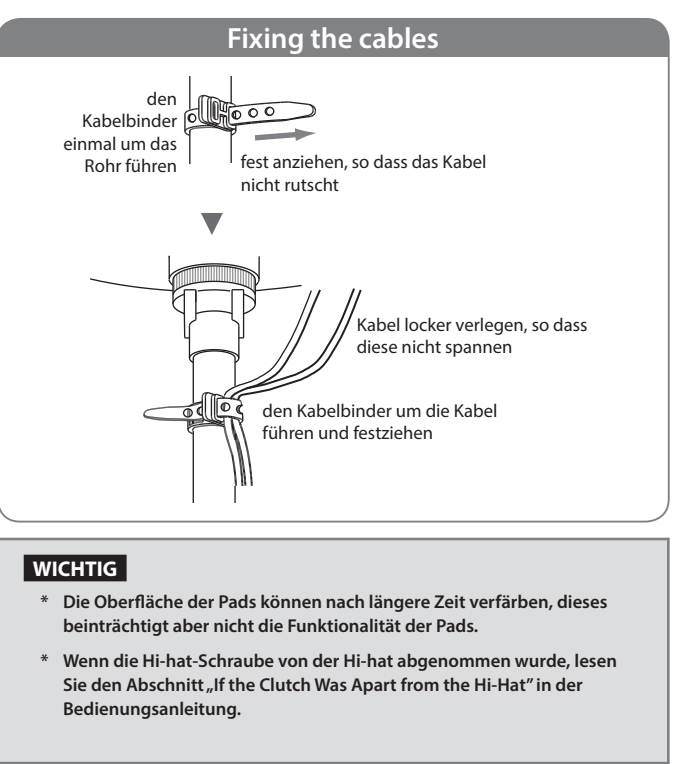 Fixing the cables
den
Kabelbinder
einmal um das
Rohr führen
fest anziehen, so dass das Kabel
nicht rutscht
Kabel locker verlegen, so dass
diese nicht spannen
den Kabelbinder um die Kabel
führen und festziehen
WICHTIG
* Die Oberfläche der Pads können nach längere Zeit verfärben, dieses
beinträchtigt aber nicht die Funktionalität der Pads.
* Wenn die Hi-hat-Schraube von der Hi-hat abgenommen wurde, lesen
Sie den Abschnitt „If the Clutch Was Apart from the Hi-Hat” in der
Bedienungsanleitung.